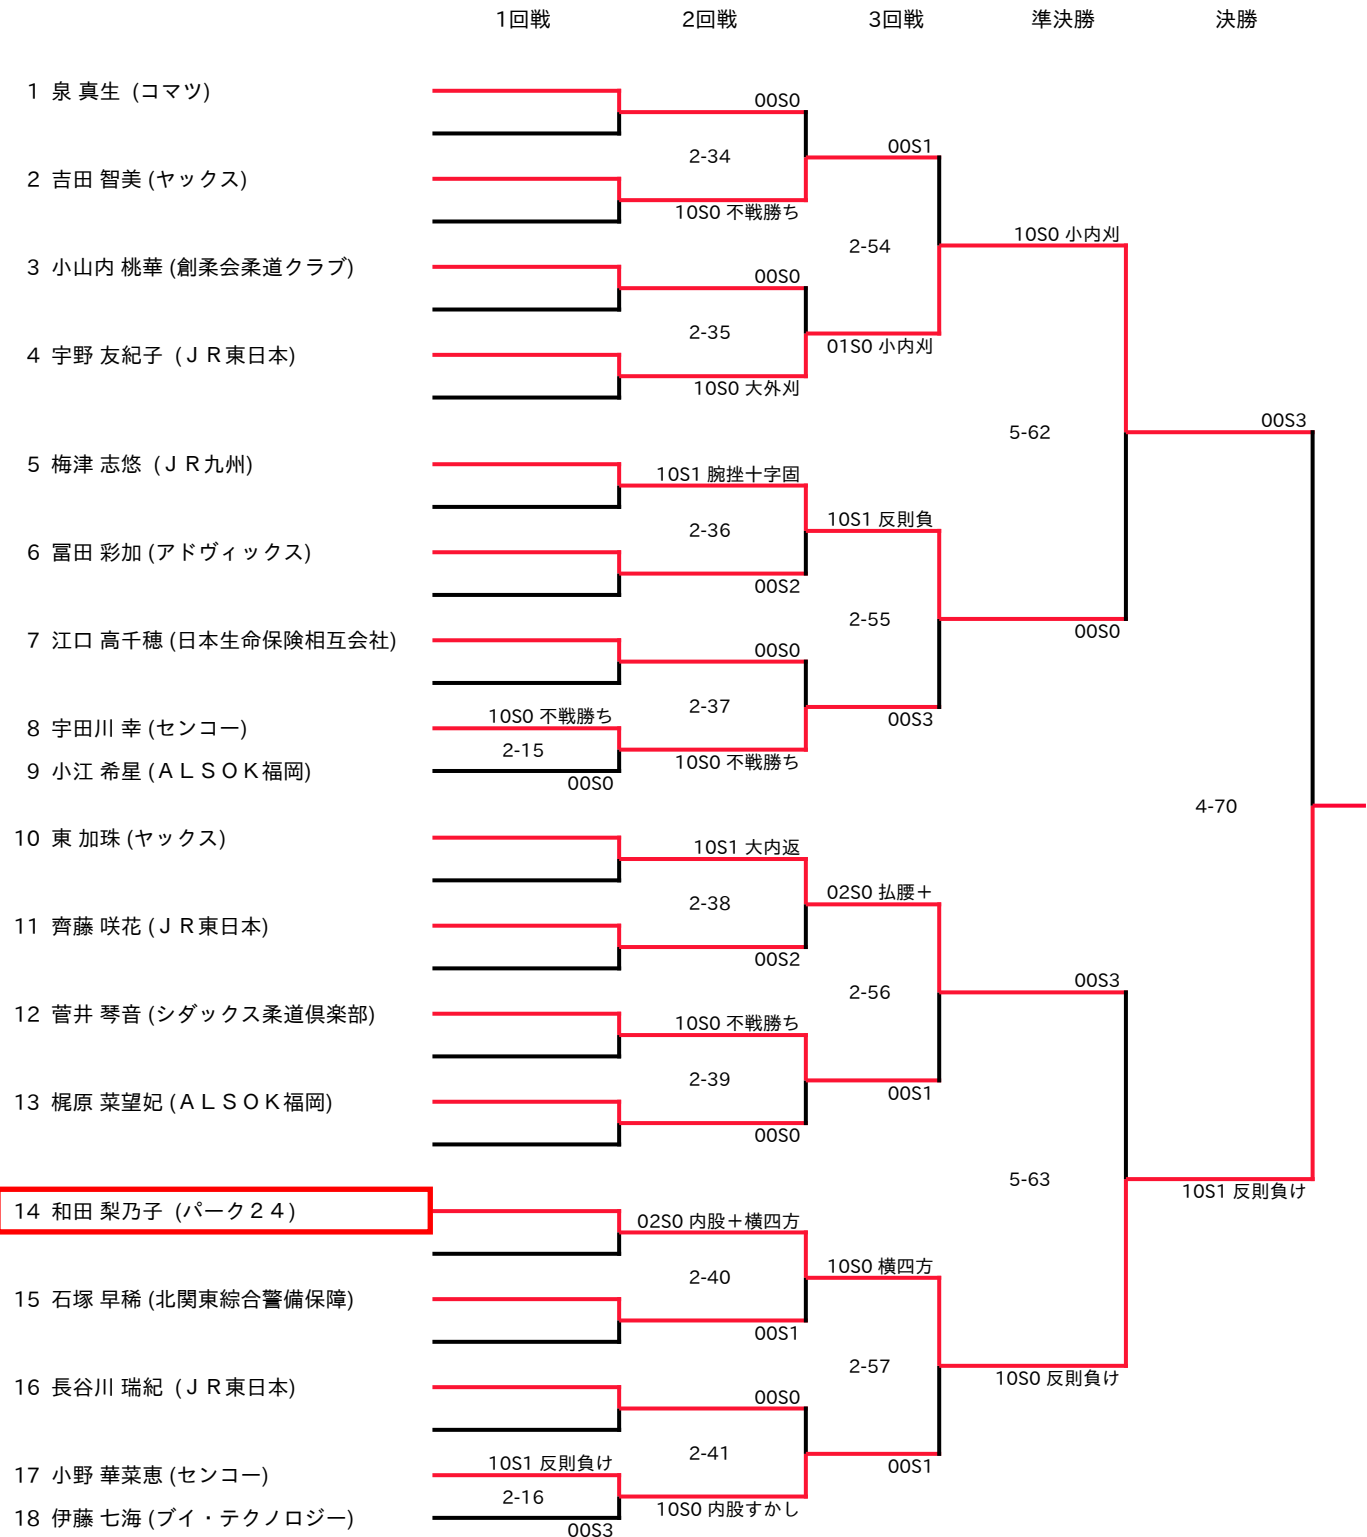 1回戦 2回戦 3回戦 準決勝 決勝
1 泉 真生 (コマツ)
00S0
2-34
00S1
2 吉田 智美 (ヤックス)
10S0 不戦勝ち
2-54
10S0 小内刈
3 小山内 桃華 (創柔会柔道クラブ)
00S0
2-35
01S0 小内刈
4 宇野 友紀子 (ＪＲ東日本)
10S0 大外刈
5-62
00S3
5 梅津 志悠 (ＪＲ九州)
10S1 腕挫十字固
2-36
10S1 反則負
6 冨田 彩加 (アドヴィックス)
00S2
2-55
00S0
7 江口 高千穂 (日本生命保険相互会社)
00S0
2-37
00S3
8 宇田川 幸 (センコー)
10S0 不戦勝ち
2-15
10S0 不戦勝ち
9 小江 希星 (ＡＬＳＯＫ福岡)
00S0
4-70
10 東 加珠 (ヤックス)
10S1 大内返
2-38
02S0 払腰＋
11 齊藤 咲花 (ＪＲ東日本)
00S2
2-56
00S3
12 菅井 琴音 (シダックス柔道倶楽部)
10S0 不戦勝ち
2-39
00S1
13 梶原 菜望妃 (ＡＬＳＯＫ福岡)
00S0
5-63
10S1 反則負け
14 和田 梨乃子 (パーク２４)
02S0 内股＋横四方
2-40
10S0 横四方
15 石塚 早稀 (北関東綜合警備保障)
00S1
2-57
10S0 反則負け
16 長谷川 瑞紀 (ＪＲ東日本)
00S0
2-41
00S1
17 小野 華菜恵 (センコー)
10S1 反則負け
2-16
10S0 内股すかし
18 伊藤 七海 (ブイ・テクノロジー)
00S3